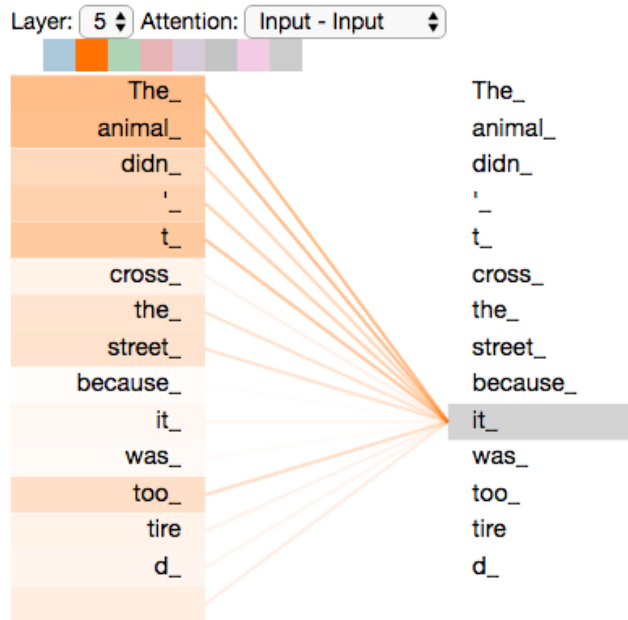 Layer: 5 Attention: Input - Input
The_ The_
animal_ animal_
didn_ didn_
'_ '_
t_ t_
cross_ cross_
the_ the_
street_ street_
because_ because_
it_ it_
was_ was_
too_ too_
tire tire
d_ d_